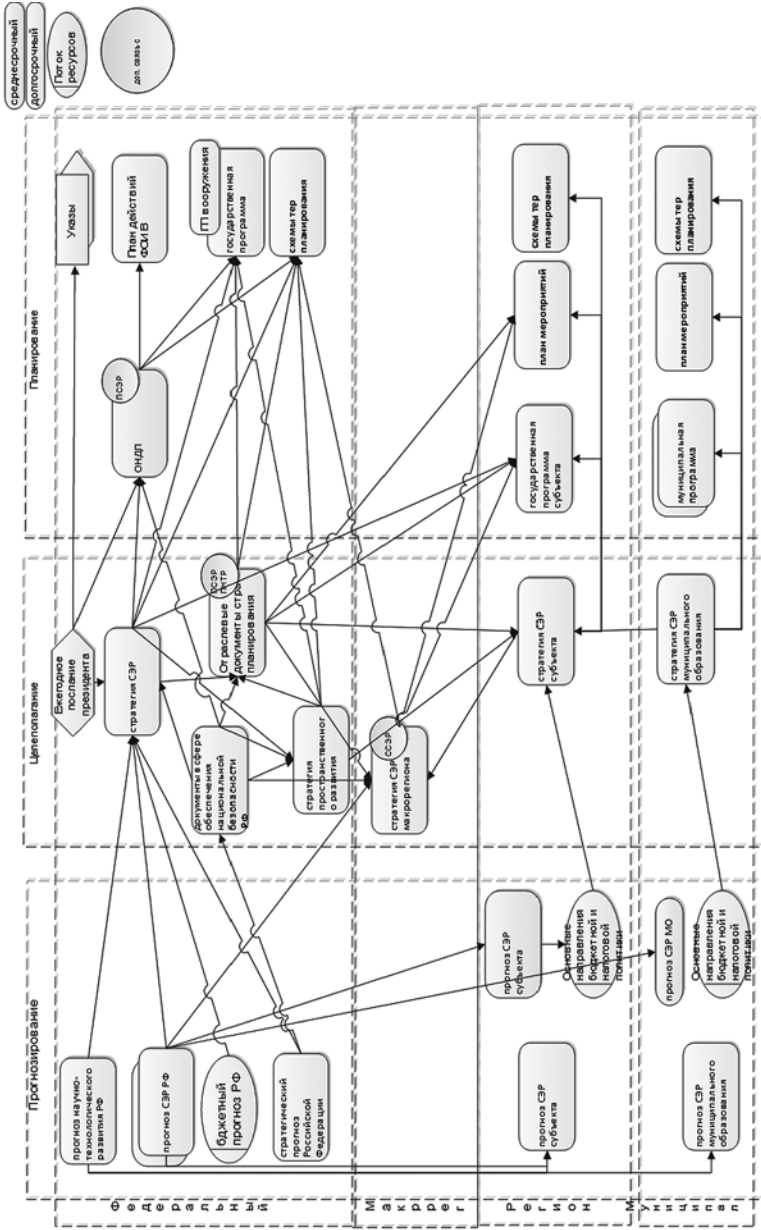 среднесрочный
долгосрочный
Поток
ресурсов
доп. связь с
Прогнозирование
Целеполагание
Планирование
Федеральный
Макрорег
Регион
Муниципал
прогноз научно-
технологического
развития РФ
прогноз СЭР РФ
бджетный
прогноз РФ
стратегический
прогноз
Российской
Федерации
Ежегодное
послание
президента
стратегия СЭР
документы в сфере
обеспечения
национальной
безопасности
РФ
ПСЭР
ПНТР
Отраслевые
документы стр
планирования
стратегия
пространственног
о развития
Указы
ПСЭР
ОНДП
План действий
ФОИВ
ГП вооружения
государственная
программа
схемы тер
планирования
ССЭР
стратегия СЭР
макрорегиона
прогноз СЭР
субъекта
прогноз СЭР
субъекта
Основные
направления
бюджетной и
налоговой
политики
стратегия СЭР
субъекта
государственная
программа
субъекта
план мероприятий
схемы тер
планирования
прогноз СЭР
муниципального
образования
прогноз СЭР МО
Основные
направления
бюджетной и
налоговой
политики
стратегия СЭР
муниципального
образования
муниципальная
программа
план мероприятий
схемы тер
планирования